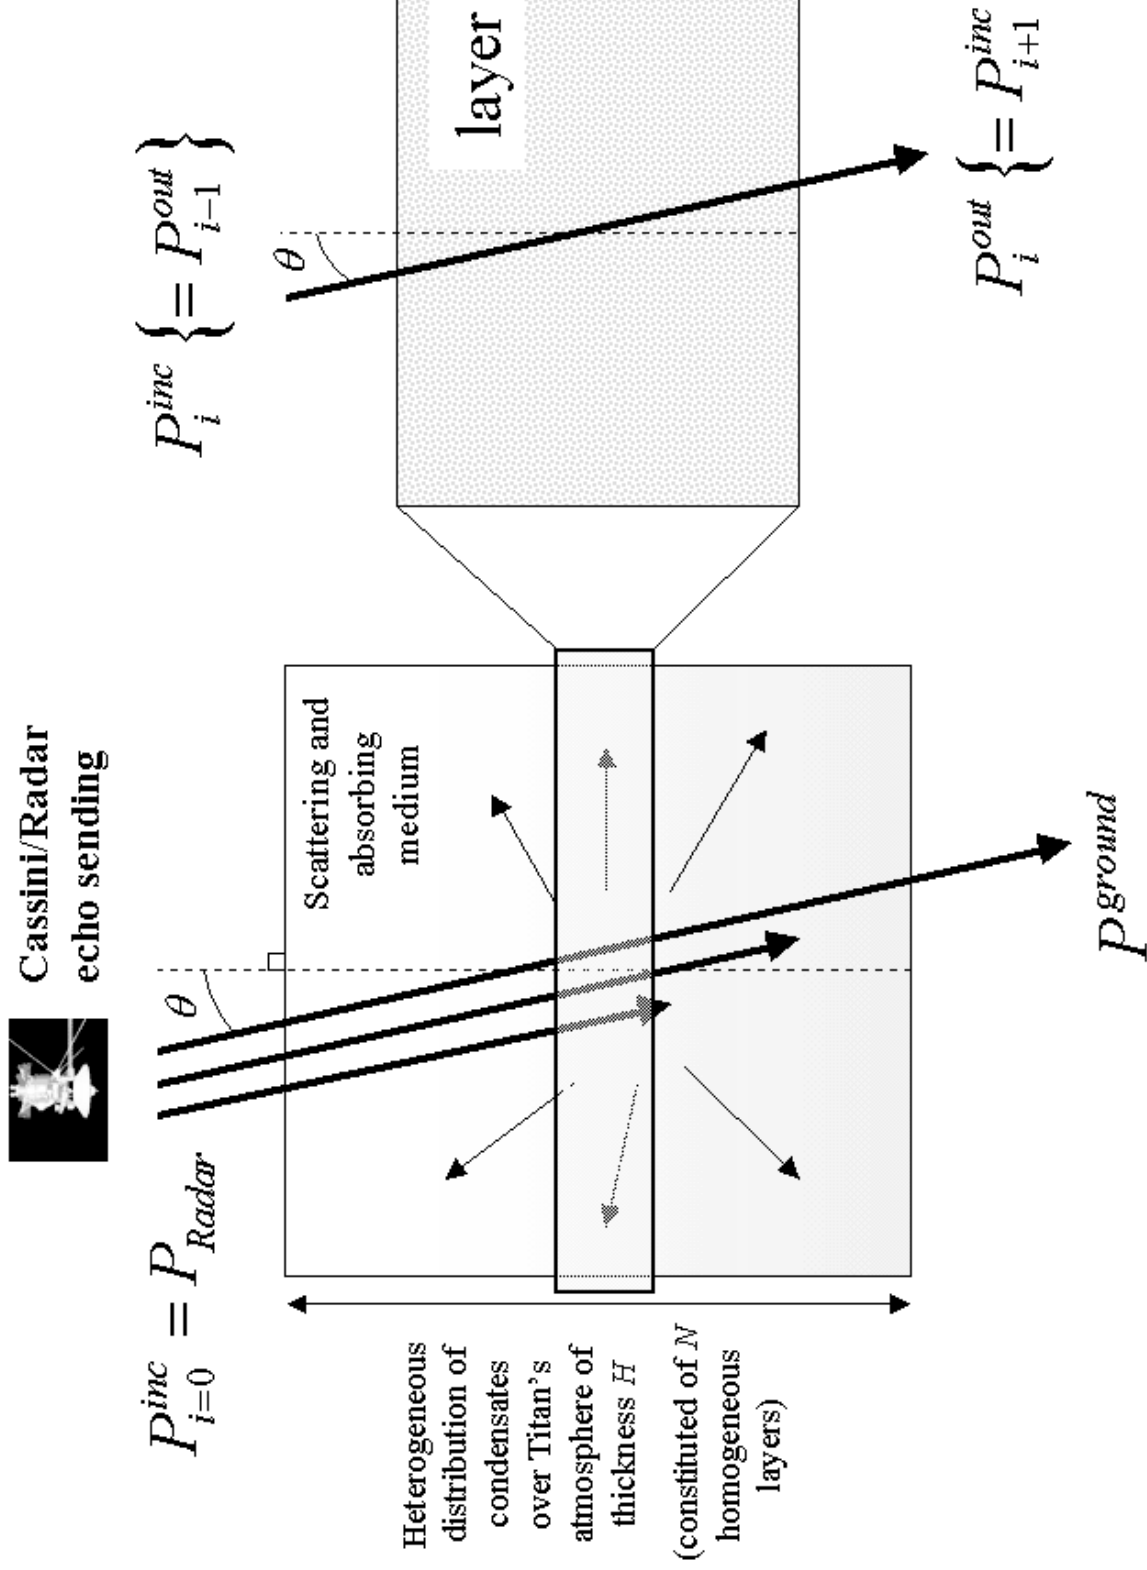 Cassini/Radar
echo sending
P^{inc}_{i=0} = P_{Radar}
θ
Scattering and
absorbing
medium
Heterogeneous
distribution of
condensates
over Titan's
atmosphere of
thickness H
(constituted of N
homogeneous
layers)
P^{ground}
P_i^{inc} {= P_{i-1}^{out}}
θ
layer
P_i^{out} {= P_{i+1}^{inc}